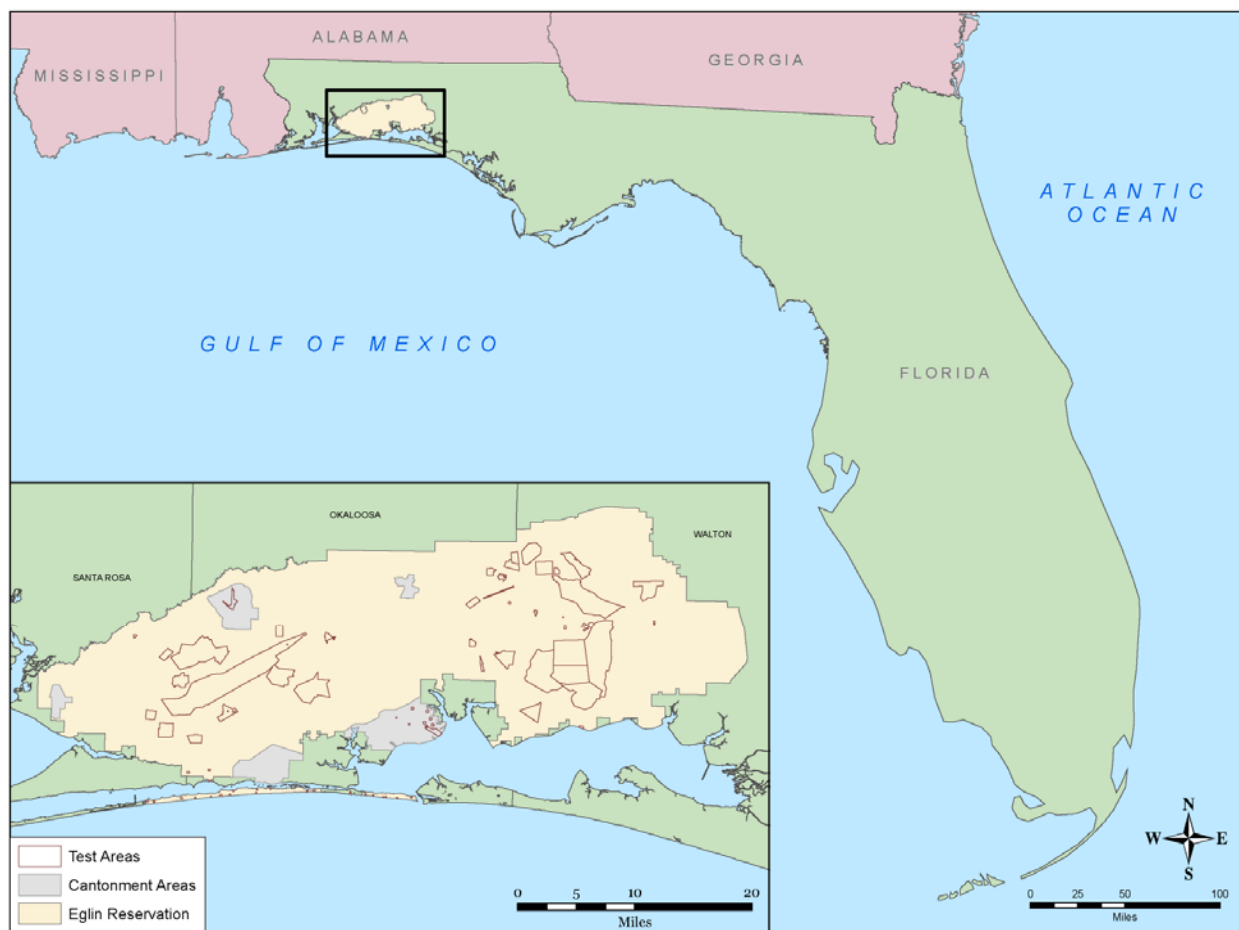 ALABAMA
MISSISSIPPI
GEORGIA
ATLANTIC
OCEAN
GULF OF MEXICO
FLORIDA
OKALOOSA
WALTON
SANTA ROSA
Test Areas
Cantonment Areas
Eglin Reservation
0 5 10 20
Miles
N
W E
S
0 25 50 100
Miles